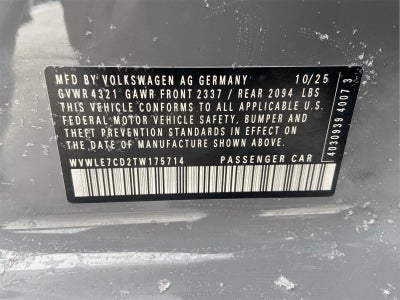 MFD BY VOLKSWAGEN AG GERMANY 10/25
GVWR 4321 GAWR FRONT 2337 / REAR 2094 LBS
THIS VEHICLE CONFORMS TO ALL APPLICABLE U.S.
FEDERAL MOTOR VEHICLE SAFETY, BUMPER AND
THEFT PREVENTION STANDARDS IN EFFECT ON
THE DATE OF MANUFACTURE SHOWN ABOVE
WVWLE7CD2TW175714 PASSENGER CAR
4030939 4007 3